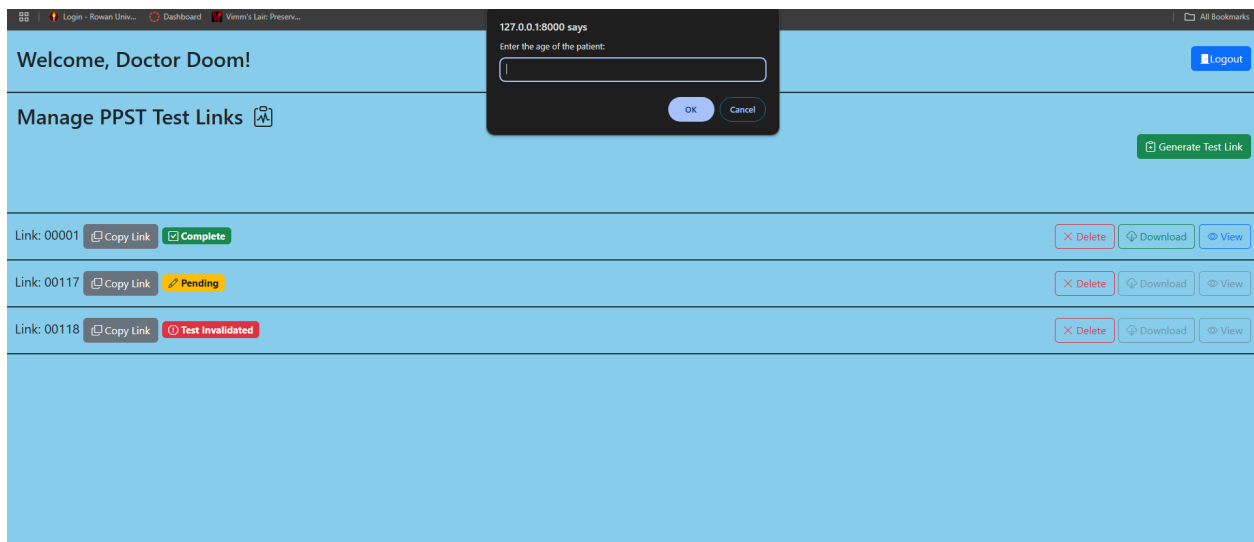 Login - Rowan Univ... Dashboard Vimm's Lair: Preserv... All Bookmarks
127.0.0.1:8000 says
Enter the age of the patient:
OK Cancel
Welcome, Doctor Doom! Logout
Manage PPST Test Links
Generate Test Link
Link: 00001 Copy Link Complete Delete Download View
Link: 00117 Copy Link Pending Delete Download View
Link: 00118 Copy Link Test Invalidated Delete Download View